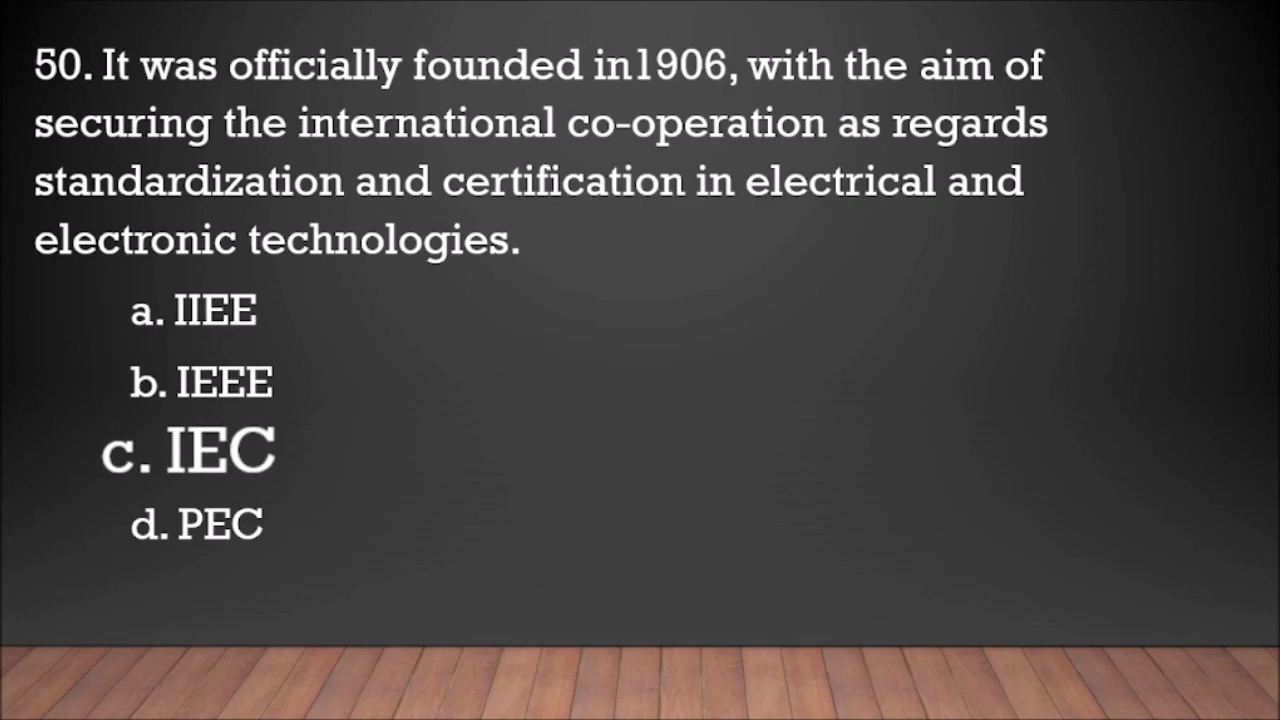 50. It was officially founded in1906, with the aim of
securing the international co-operation as regards
standardization and certification in electrical and
electronic technologies.
a. IIEE
b. IEEE
c. IEC
d. PEC